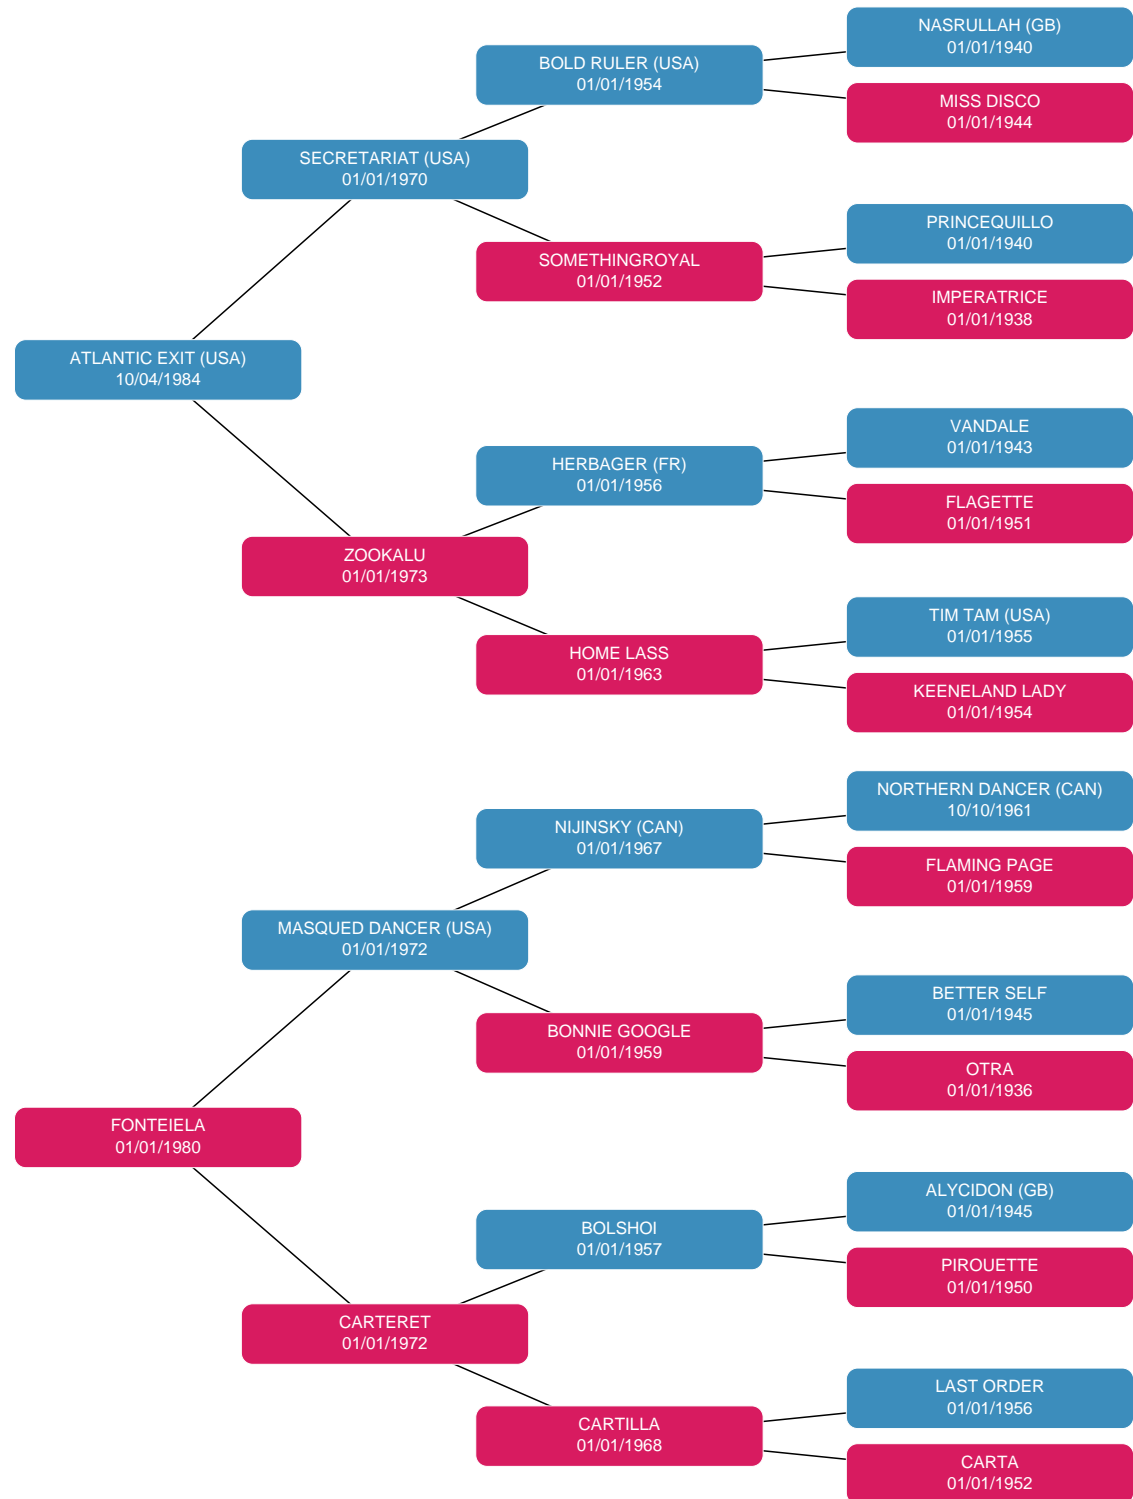 NASRULLAH (GB)
01/01/1940
BOLD RULER (USA)
01/01/1954
MISS DISCO
01/01/1944
SECRETARIAT (USA)
01/01/1970
PRINCEQUILLO
01/01/1940
SOMETHINGROYAL
01/01/1952
IMPERATRICE
01/01/1938
ATLANTIC EXIT (USA)
10/04/1984
VANDALE
01/01/1943
HERBAGER (FR)
01/01/1956
FLAGETTE
01/01/1951
ZOOKALU
01/01/1973
TIM TAM (USA)
01/01/1955
HOME LASS
01/01/1963
KEENELAND LADY
01/01/1954
NORTHERN DANCER (CAN)
10/10/1961
NIJINSKY (CAN)
01/01/1967
FLAMING PAGE
01/01/1959
MASQUED DANCER (USA)
01/01/1972
BETTER SELF
01/01/1945
BONNIE GOOGLE
01/01/1959
OTRA
01/01/1936
FONTEIELA
01/01/1980
ALYCIDON (GB)
01/01/1945
BOLSHOI
01/01/1957
PIROUETTE
01/01/1950
CARTERET
01/01/1972
LAST ORDER
01/01/1956
CARTILLA
01/01/1968
CARTA
01/01/1952